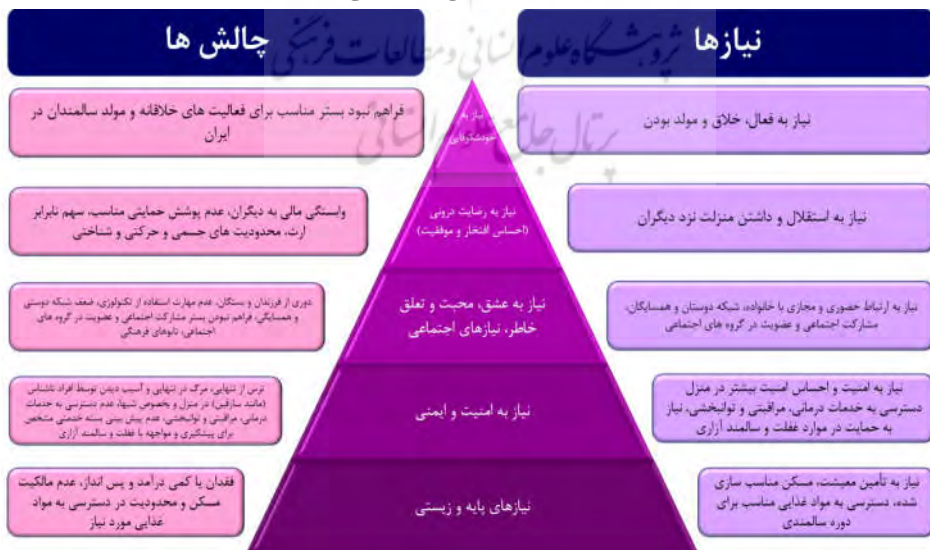 نیازها
چالش ها
پژوهشگاه علوم انسانی و مطالعات فرهنگی
پرتال جامع علوم انسانی
نیاز به فعال، خلاق و مولد بودن
نیاز به
خودشکوفایی
فراهم نبود بستر مناسب برای فعالیت های خلاقانه و مولد سالمندان در
ایران
نیاز به استقلال و داشتن منزلت نزد دیگران
نیاز به رضایت درونی
(احساس افتخار و موفقیت)
وابستگی مالی به دیگران، عدم پوشش حمایتی مناسب، سهم نابرابر
ارث، محدودیت های جسمی و حرکتی و شناختی
نیاز به ارتباط حضوری و مجازی با خانواده، شبکه دوستان و همسایگان،
مشارکت اجتماعی و عضویت در گروه های اجتماعی
نیاز به عشق، محبت و تعلق
خاطر، نیازهای اجتماعی
دوری از فرزندان و بستگان، عدم مهارت استفاده از تکنولوژی، ضعف شبکه دوستی
و همسایگی، فراهم نبودن بستر مشارکت اجتماعی و عضویت در گروه های
اجتماعی، تابوهای فرهنگی
نیاز به امنیت و احساس امنیت بیشتر در منزل
دسترسی به خدمات درمانی، مراقبتی و توانبخشی، نیاز
به حمایت در موارد غفلت و سالمند آزاری
نیاز به امنیت و ایمنی
ترس از تنهایی، مرگ در تنهایی و آسیب دیدن توسط افراد ناشناس
(مانند سارقین) در منزل و بخصوص شبها، عدم دسترسی به خدمات
درمانی، مراقبتی و توانبخشی، عدم پیش بینی بسته خدمتی مشخص
برای پیشگیری و مواجهه با غفلت و سالمند آزاری
نیاز به تأمین معیشت، مسکن مناسب سازی
شده، دسترسی به مواد غذایی مناسب برای
دوره سالمندی
نیازهای پایه و زیستی
فقدان یا کمی درآمد و پس انداز، عدم مالکیت
مسکن و محدودیت در دسترسی به مواد
غذایی مورد نیاز